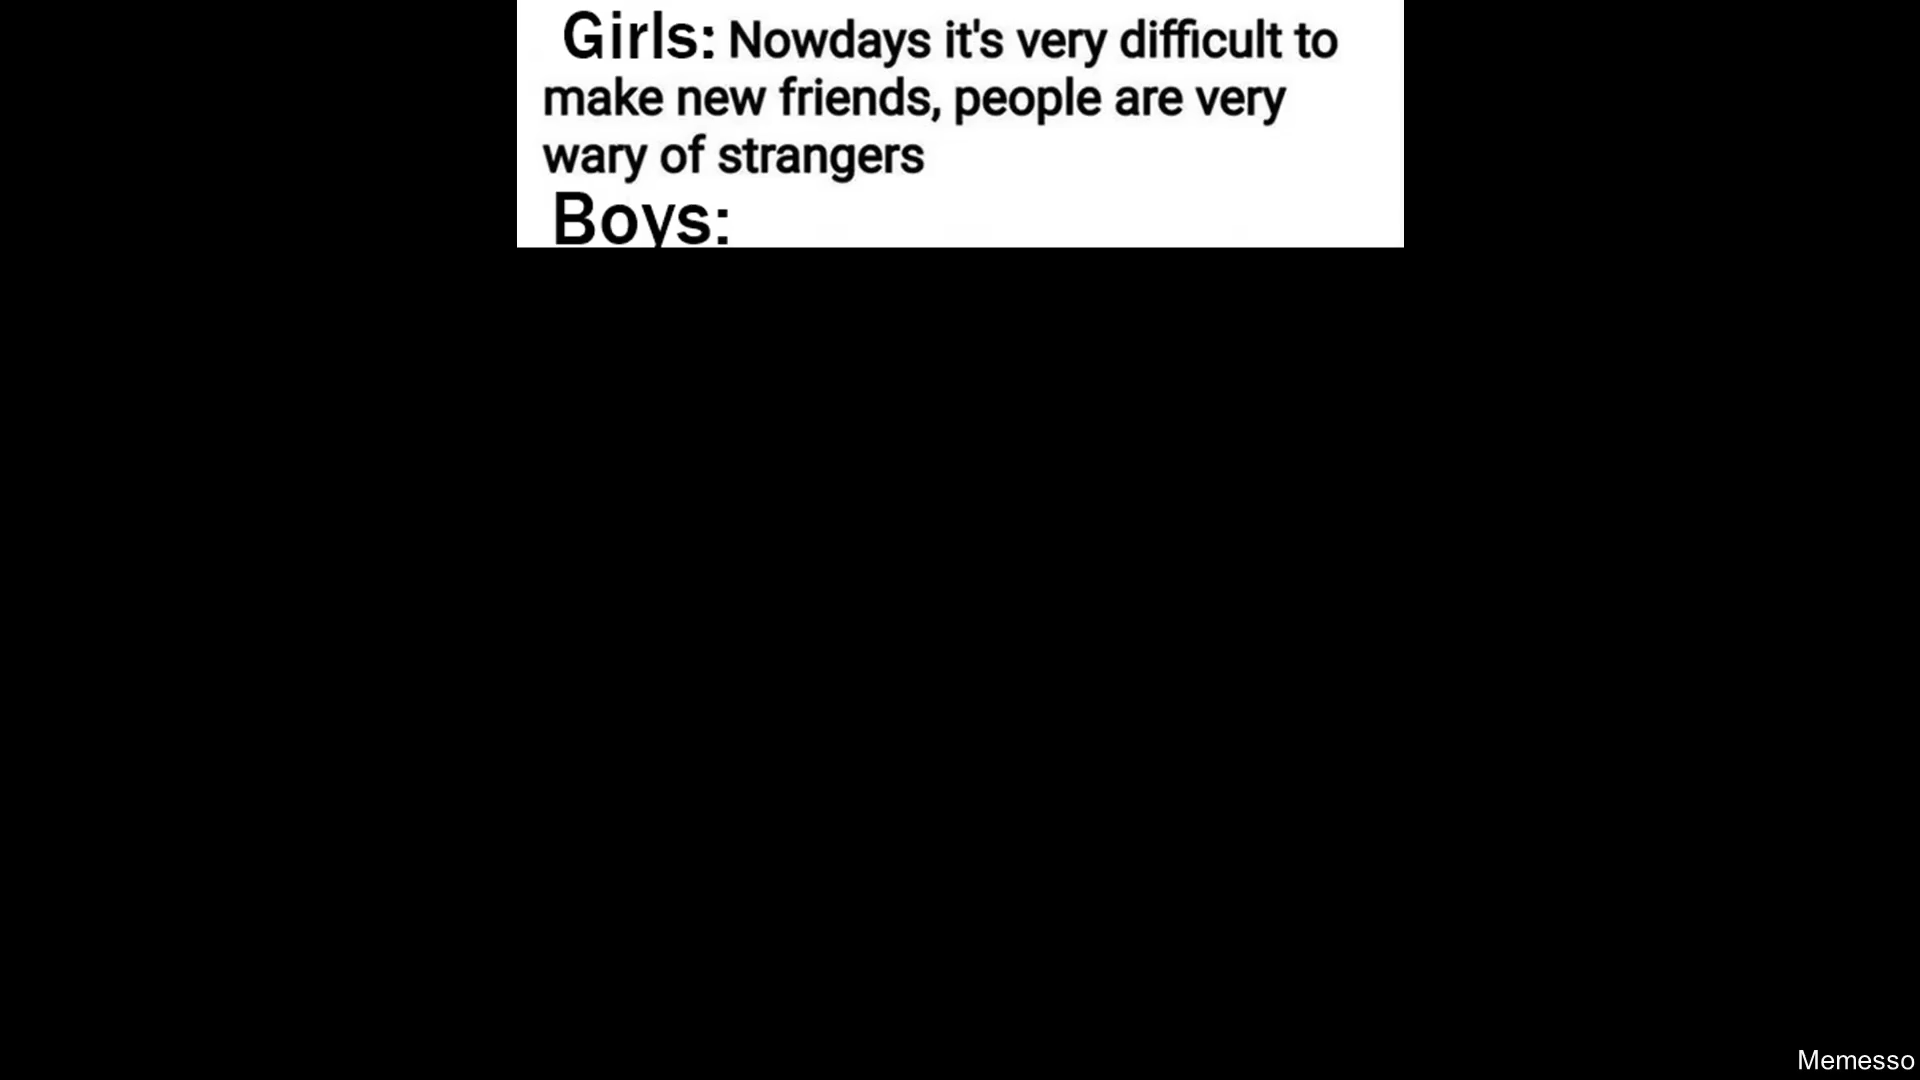 Girls: Nowdays it's very difficult to
make new friends, people are very
wary of strangers
Boys:
Memesso